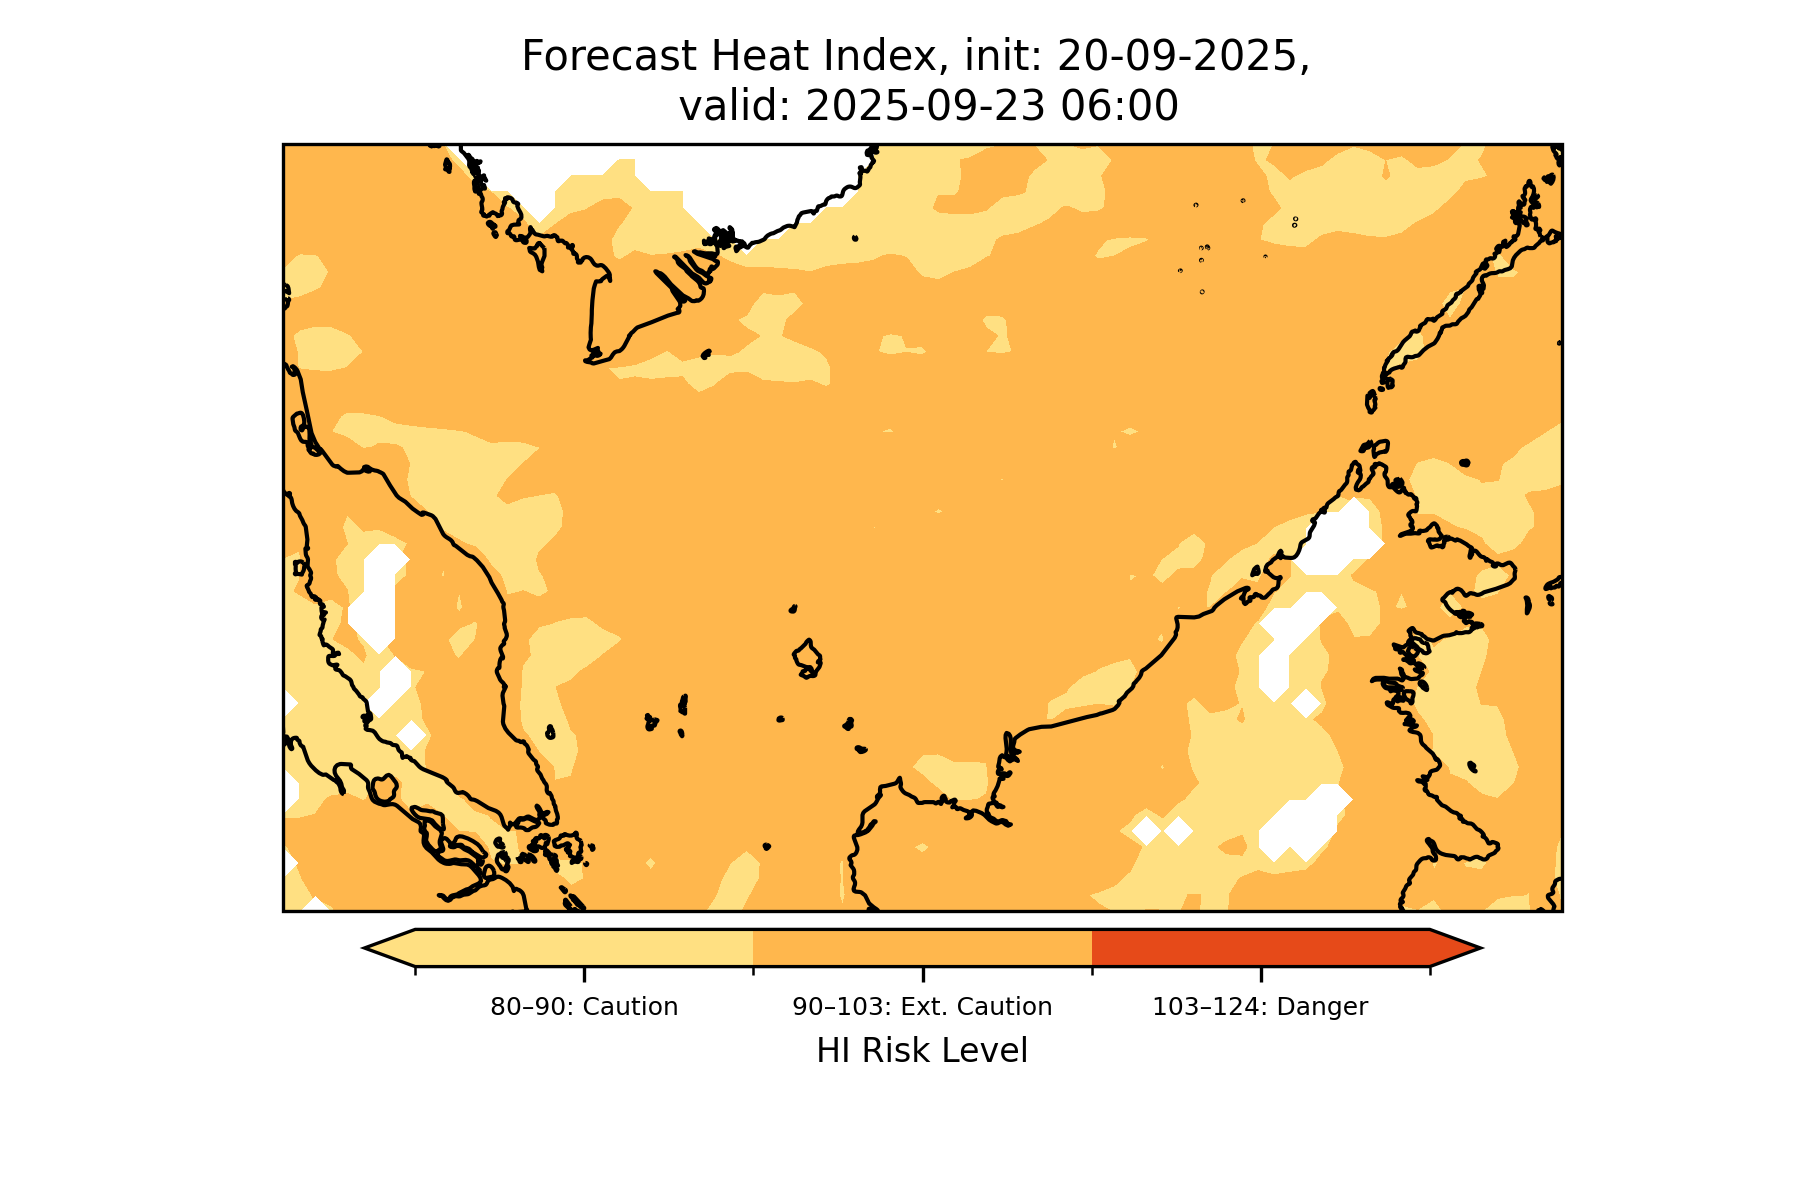 Forecast Heat Index, init: 20-09-2025,
valid: 2025-09-23 06:00
80–90: Caution
90–103: Ext. Caution
103–124: Danger
HI Risk Level